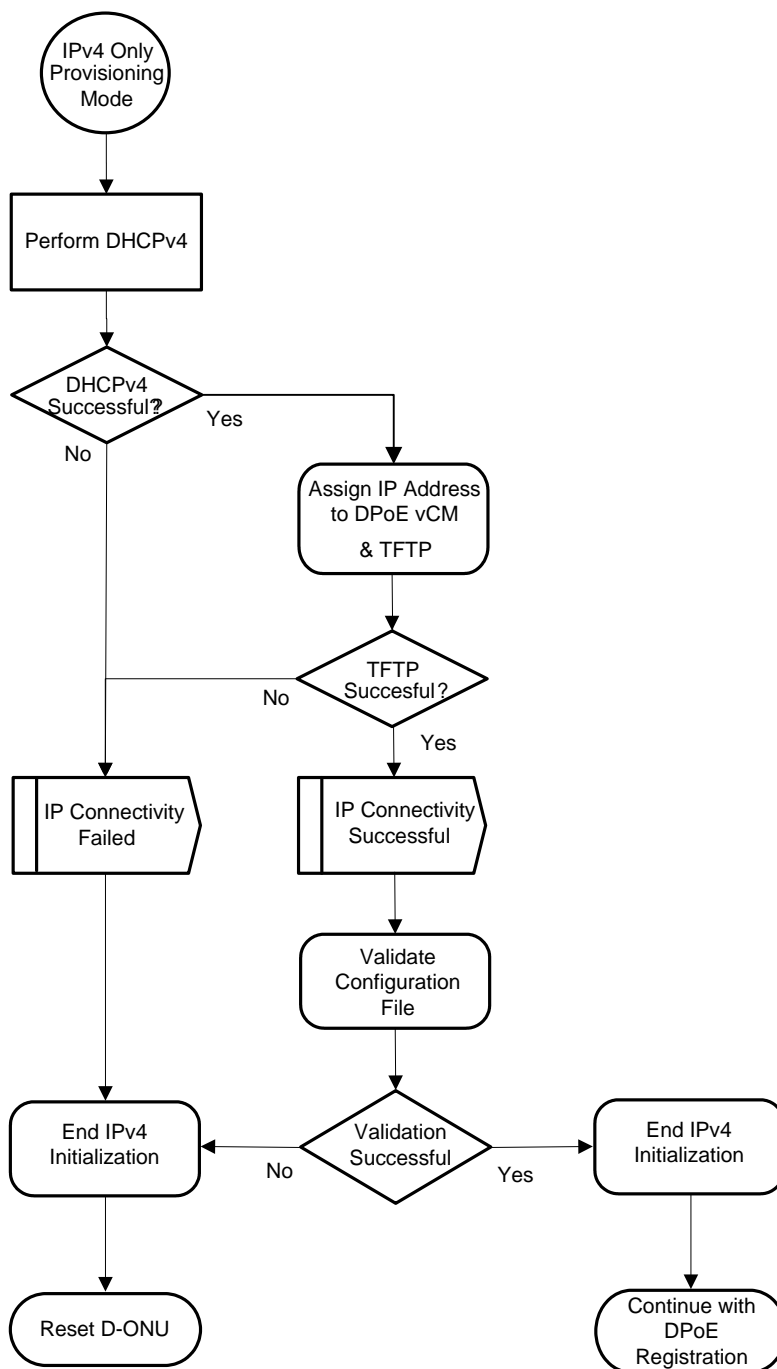 IPv4 Only
Provisioning
Mode
Perform DHCPv4
DHCPv4
Successful?
Yes
No
Assign IP Address
to DPoE vCM
& TFTP
TFTP
Succesful?
No
Yes
IP Connectivity
Failed
IP Connectivity
Successful
Validate
Configuration
File
End IPv4
Initialization
Validation
Successful
End IPv4
Initialization
No
Yes
Reset D-ONU
Continue with
DPoE
Registration